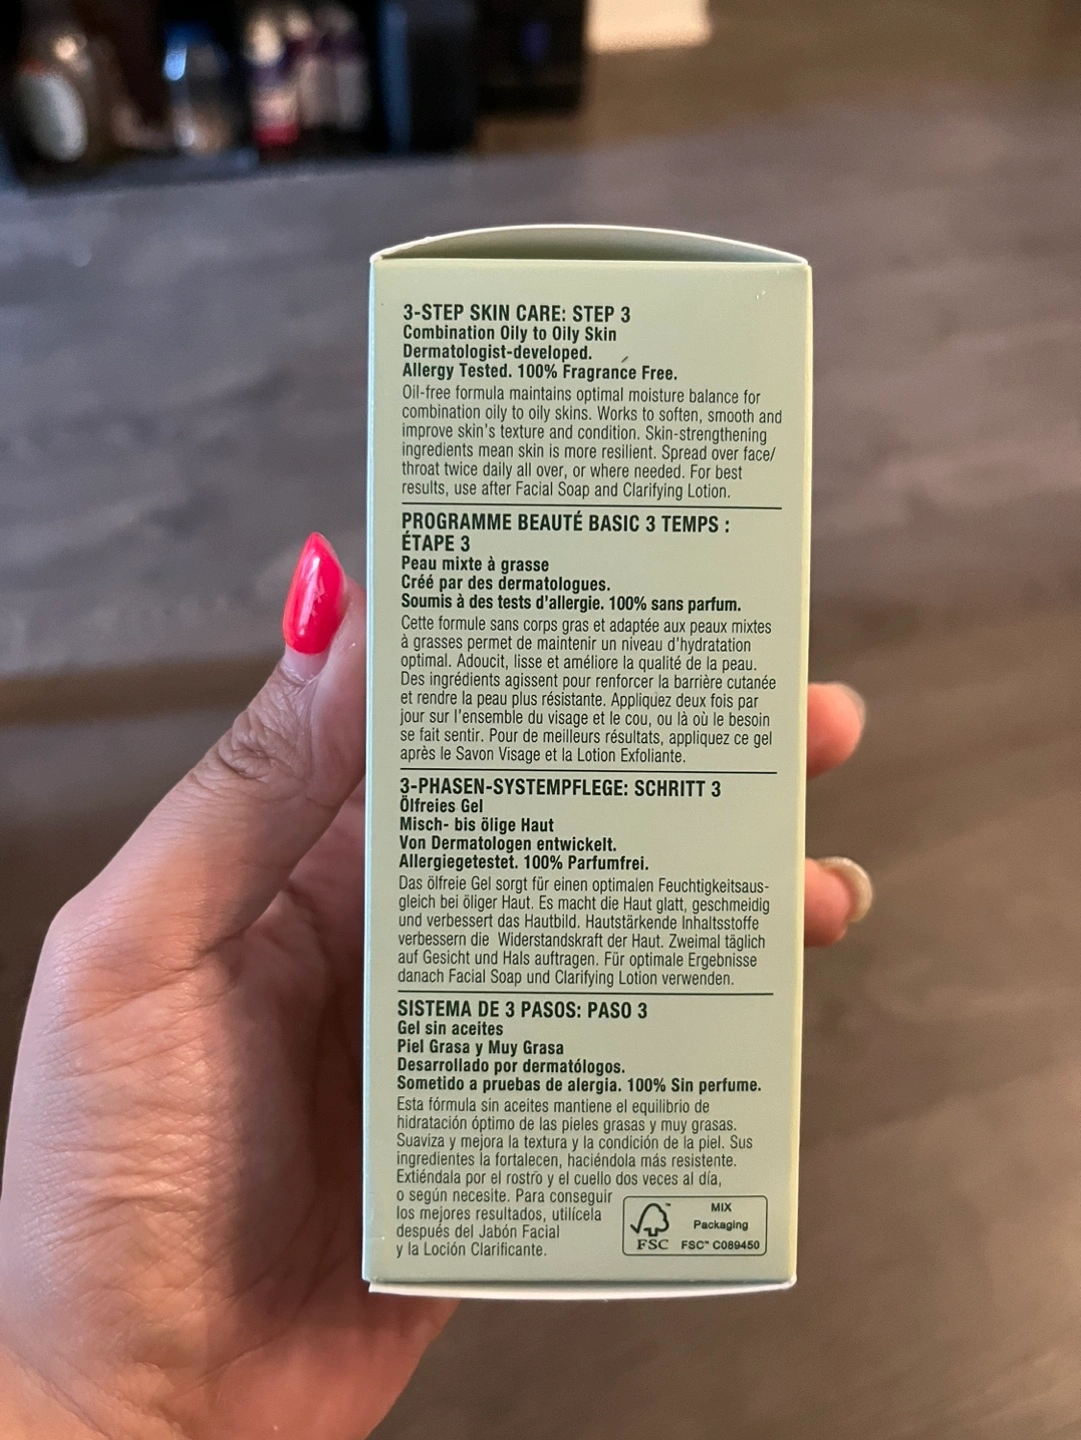 3-STEP SKIN CARE: STEP 3
Combination Oily to Oily Skin
Dermatologist-developed.
Allergy Tested. 100% Fragrance Free.
Oil-free formula maintains optimal moisture balance for
combination oily to oily skins. Works to soften, smooth and
improve skin's texture and condition. Skin-strengthening
ingredients mean skin is more resilient. Spread over face/
throat twice daily all over, or where needed. For best
results, use after Facial Soap and Clarifying Lotion.
PROGRAMME BEAUTÉ BASIC 3 TEMPS :
ÉTAPE 3
Peau mixte à grasse
Créé par des dermatologues.
Soumis à des tests d'allergie. 100% sans parfum.
Cette formule sans corps gras et adaptée aux peaux mixtes
à grasses permet de maintenir un niveau d'hydratation
optimal. Adoucit, lisse et améliore la qualité de la peau.
Des ingrédients agissent pour renforcer la barrière cutanée
et rendre la peau plus résistante. Appliquez deux fois par
jour sur l'ensemble du visage et le cou, ou là où le besoin
se fait sentir. Pour de meilleurs résultats, appliquez ce gel
après le Savon Visage et la Lotion Exfoliante.
3-PHASEN-SYSTEMPFLEGE: SCHRITT 3
Ölfreies Gel
Misch- bis ölige Haut
Von Dermatologen entwickelt.
Allergiegetestet. 100% Parfumfrei.
Das ölfreie Gel sorgt für einen optimalen Feuchtigkeitsaus-
gleich bei öliger Haut. Es macht die Haut glatt, geschmeidig
und verbessert das Hautbild. Hautstärkende Inhaltsstoffe
verbessern die Widerstandskraft der Haut. Zweimal täglich
auf Gesicht und Hals auftragen. Für optimale Ergebnisse
danach Facial Soap und Clarifying Lotion verwenden.
SISTEMA DE 3 PASOS: PASO 3
Gel sin aceites
Piel Grasa y Muy Grasa
Desarrollado por dermatólogos.
Sometido a pruebas de alergia. 100% Sin perfume.
Esta fórmula sin aceites mantiene el equilibrio de
hidratación óptimo de las pieles grasas y muy grasas.
Suaviza y mejora la textura y la condición de la piel. Sus
ingredientes la fortalecen, haciéndola más resistente.
Extiéndala por el rostro y el cuello dos veces al día,
o según necesite. Para conseguir
los mejores resultados, utilícela
después del Jabón Facial
y la Loción Clarificante.
MIX
Packaging
FSC FSC™ C089450